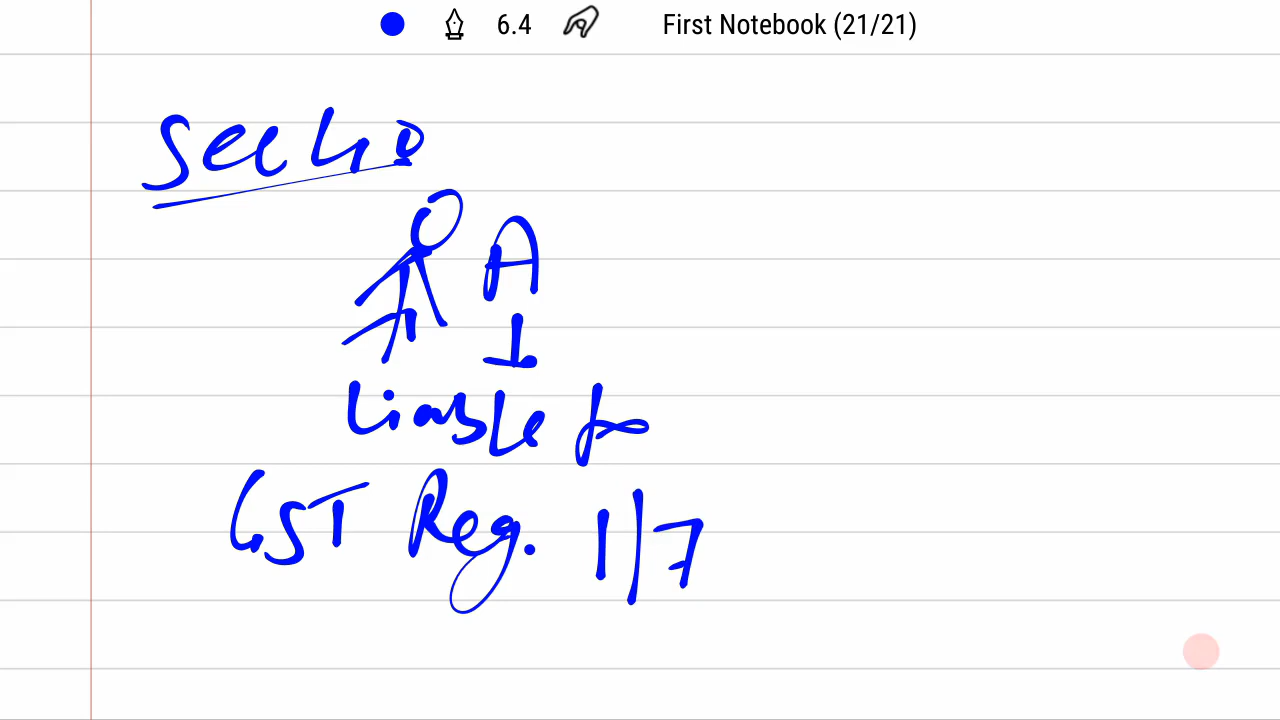 6.4 First Notebook (21/21)
Sec 40
A
Liable for
GST Reg. 1/7